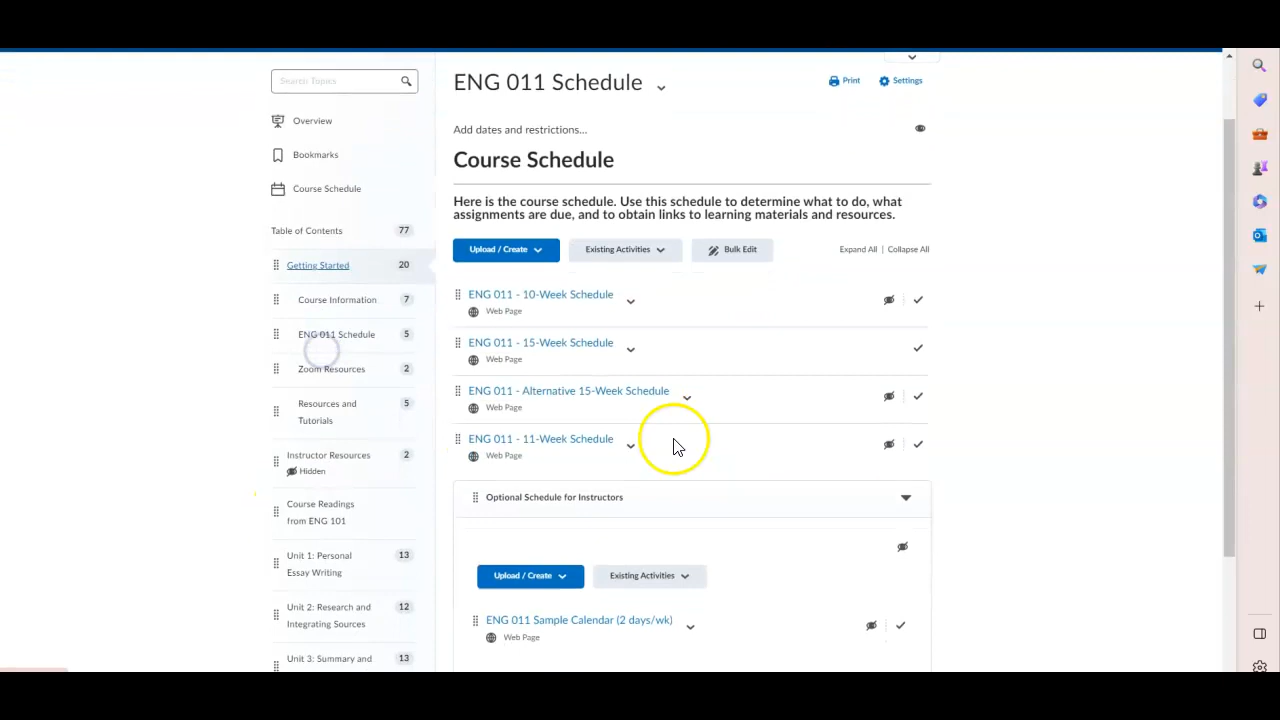 Search Topics
Overview
Bookmarks
Course Schedule
Table of Contents 77
Getting Started 20
Course Information 7
ENG 011 Schedule 5
Zoom Resources 2
Resources and
Tutorials 5
Instructor Resources 2
Hidden
Course Readings
from ENG 101
Unit 1: Personal 13
Essay Writing
Unit 2: Research and 12
Integrating Sources
Unit 3: Summary and 13
ENG 011 Schedule
Print Settings
Add dates and restrictions...
Course Schedule
Here is the course schedule. Use this schedule to determine what to do, what
assignments are due, and to obtain links to learning materials and resources.
Upload / Create Existing Activities Bulk Edit Expand All | Collapse All
ENG 011 - 10-Week Schedule
Web Page
ENG 011 - 15-Week Schedule
Web Page
ENG 011 - Alternative 15-Week Schedule
Web Page
ENG 011 - 11-Week Schedule
Web Page
Optional Schedule for Instructors
Upload / Create Existing Activities
ENG 011 Sample Calendar (2 days/wk)
Web Page